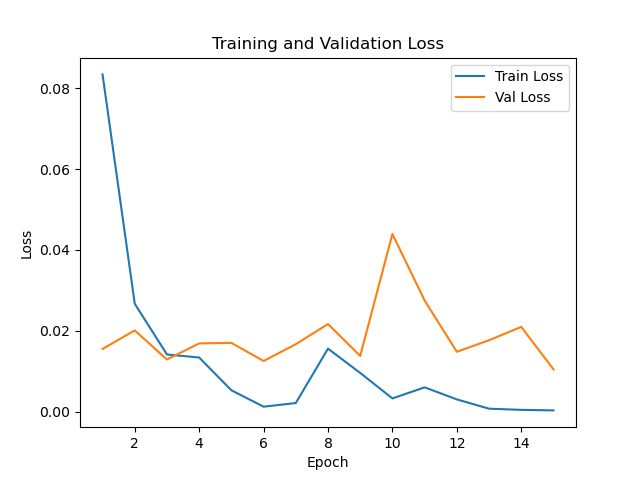 Training and Validation Loss
Train Loss
Val Loss
0.08
0.06
0.04
0.02
0.00
Loss
2 4 6 8 10 12 14
Epoch